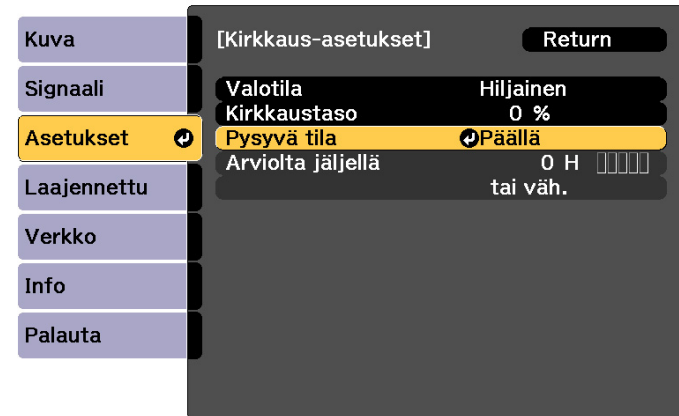 Kuva
Signaali
Asetukset
Laajennettu
Verkko
Info
Palauta
[Kirkkaus-asetukset] Return
Valotila Hiljainen
Kirkkaustaso 0 %
Pysyvä tila Päällä
Arviolta jäljellä 0 H
tai väh.